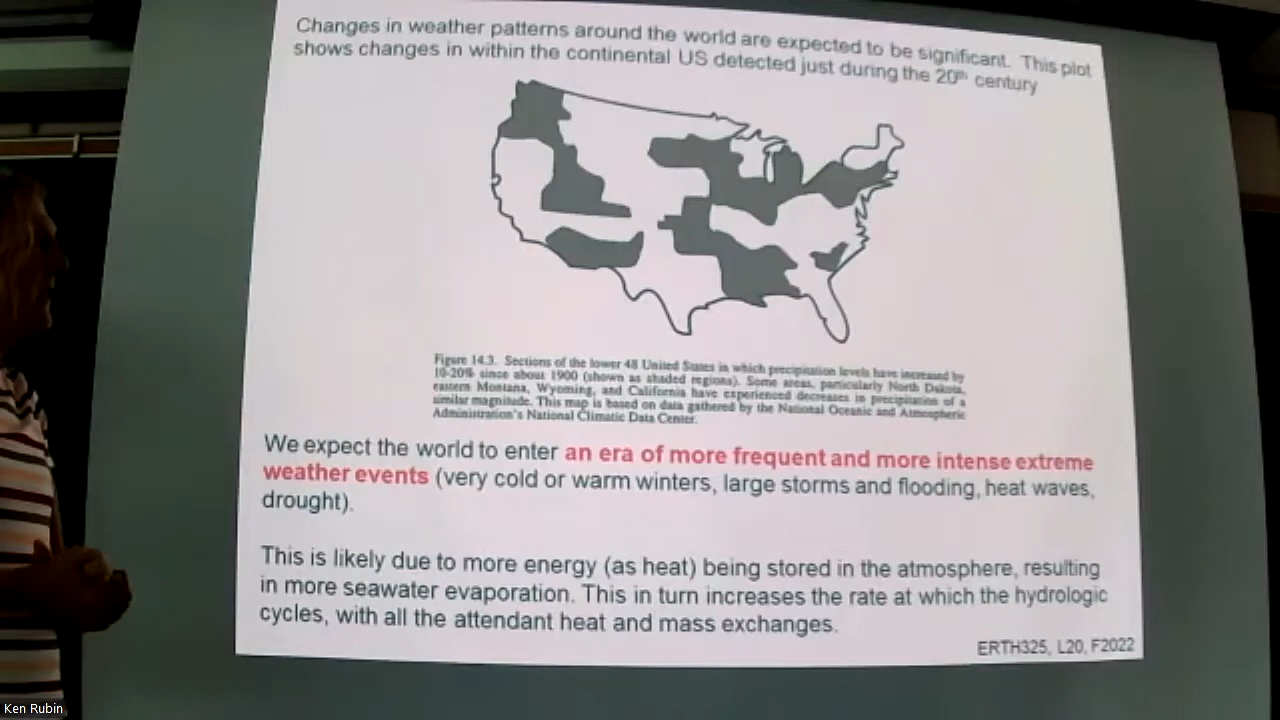 Changes in weather patterns around the world are expected to be significant. This plot
shows changes in within the continental US detected just during the 20th century
Figure 14.3. Sections of the lower 48 United States in which precipitation levels have increased by
10-20% since about 1900 (shown as shaded regions). Some areas, particularly North Dakota,
eastern Montana, Wyoming, and California have experienced decreases in precipitation of a
similar magnitude. This map is based on data gathered by the National Oceanic and Atmospheric
Administration's National Climatic Data Center.
We expect the world to enter an era of more frequent and more intense extreme
weather events (very cold or warm winters, large storms and flooding, heat waves,
drought).
This is likely due to more energy (as heat) being stored in the atmosphere, resulting
in more seawater evaporation. This in turn increases the rate at which the hydrologic
cycles, with all the attendant heat and mass exchanges.
ERTH325, L20, F2022
Ken Rubin